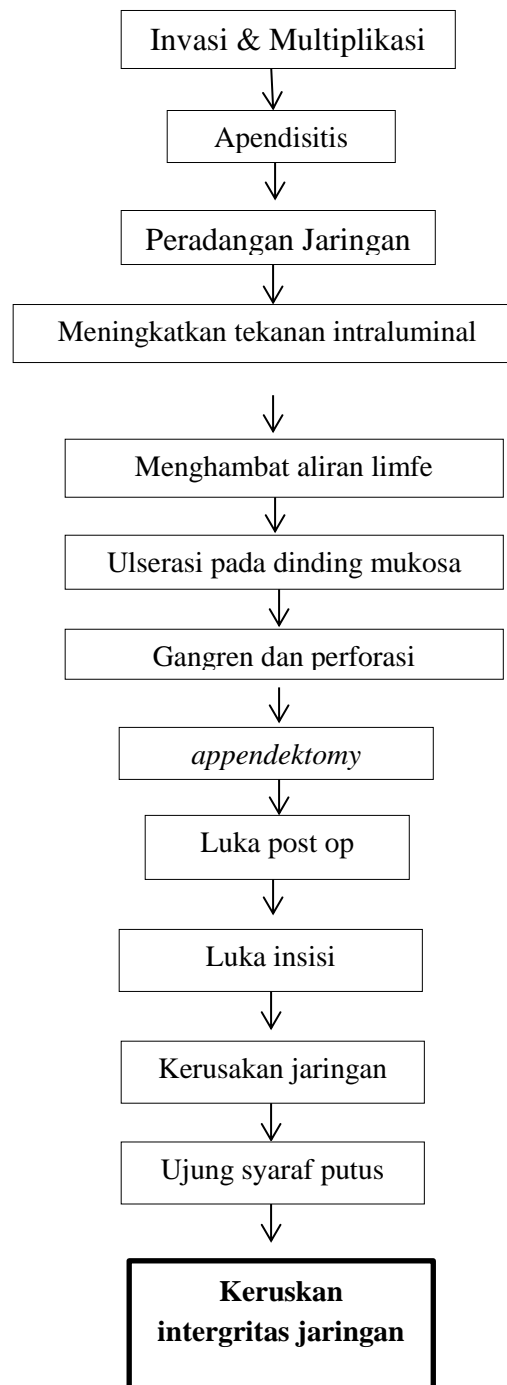 Invasi & Multiplikasi
Apendisitis
Peradangan Jaringan
Meningkatkan tekanan intraluminal
Menghambat aliran limfe
Ulserasi pada dinding mukosa
Gangren dan perforasi
appendektomy
Luka post op
Luka insisi
Kerusakan jaringan
Ujung syaraf putus
Keruskan
intergritas jaringan